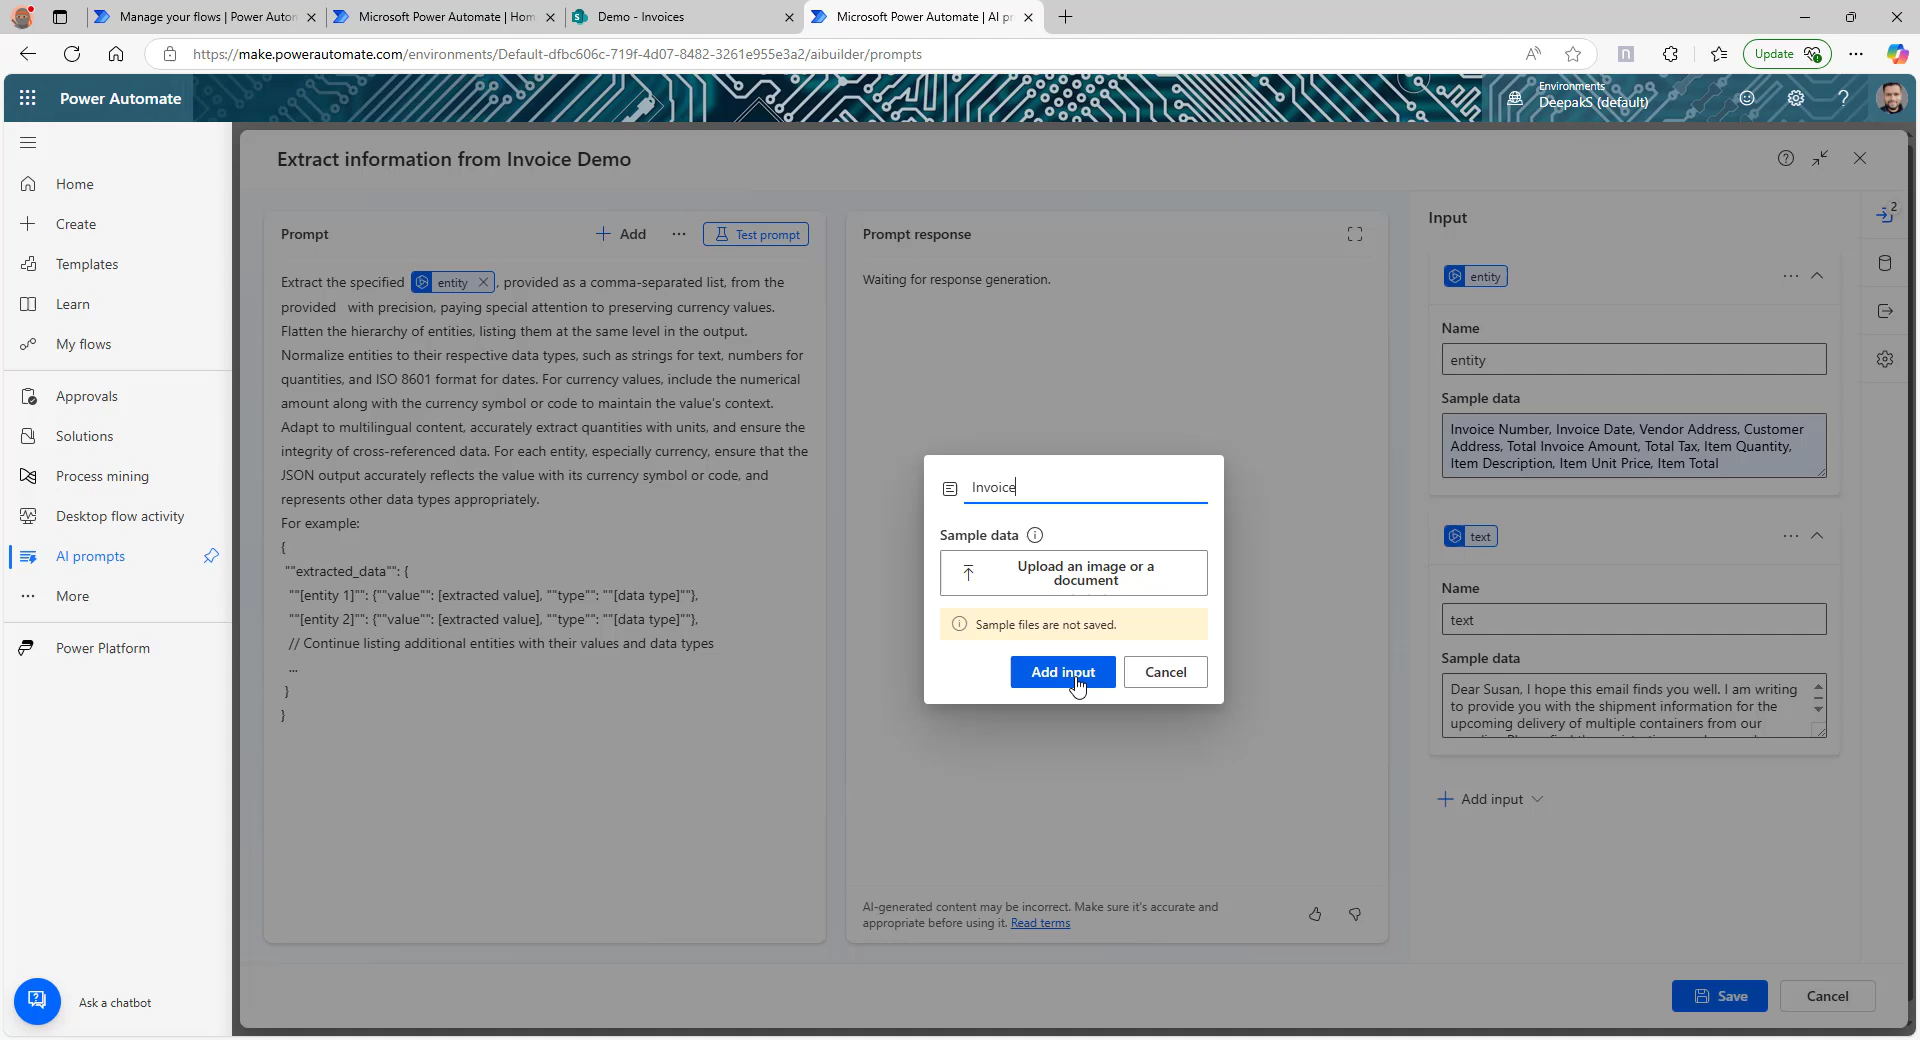 Manage your flows | Power Autom
Microsoft Power Automate | Hom
Demo - Invoices
Microsoft Power Automate | AI pr
https://make.powerautomate.com/environments/Default-dfbc606c-719f-4d07-8482-3261e955e3a2/aibuilder/prompts
Update
Power Automate
Environments
DeepakS (default)
Home
Create
Templates
Learn
My flows
Approvals
Solutions
Process mining
Desktop flow activity
AI prompts
More
Power Platform
Ask a chatbot
Extract information from Invoice Demo
Prompt
Add
Test prompt
Extract the specified entity , provided as a comma-separated list, from the
provided with precision, paying special attention to preserving currency values.
Flatten the hierarchy of entities, listing them at the same level in the output.
Normalize entities to their respective data types, such as strings for text, numbers for
quantities, and ISO 8601 format for dates. For currency values, include the numerical
amount along with the currency symbol or code to maintain the value's context.
Adapt to multilingual content, accurately extract quantities with units, and ensure the
integrity of cross-referenced data. For each entity, especially currency, ensure that the
JSON output accurately reflects the value with its currency symbol or code, and
represents other data types appropriately.
For example:
{
""extracted_data"": {
""[entity 1]"": {""value"": [extracted value], ""type"": ""[data type]""},
""[entity 2]"": {""value"": [extracted value], ""type"": ""[data type]""},
// Continue listing additional entities with their values and data types
...
}
}
Prompt response
Waiting for response generation.
Invoice
Sample data
Upload an image or a
document
Sample files are not saved.
Add input
Cancel
AI-generated content may be incorrect. Make sure it's accurate and
appropriate before using it. Read terms
Input
2
entity
Name
entity
Sample data
Invoice Number, Invoice Date, Vendor Address, Customer
Address, Total Invoice Amount, Total Tax, Item Quantity,
Item Description, Item Unit Price, Item Total
text
Name
text
Sample data
Dear Susan, I hope this email finds you well. I am writing
to provide you with the shipment information for the
upcoming delivery of multiple containers from our
Add input
Save
Cancel